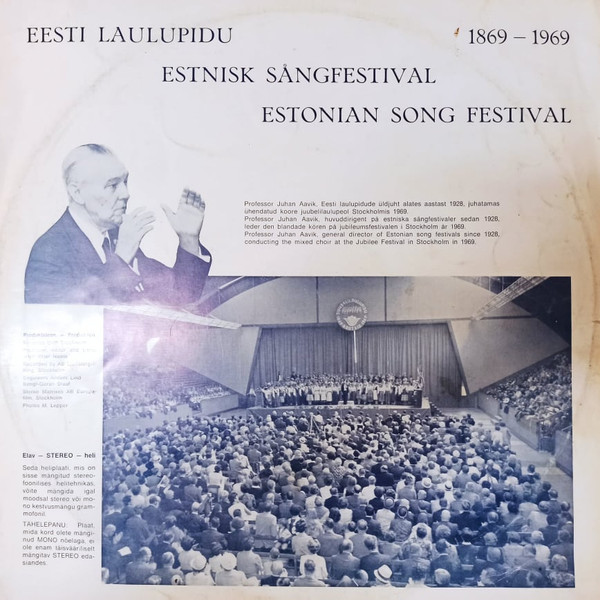 EESTI LAULUPIDU
1869 – 1969
ESTNISK SÅNGFESTIVAL
ESTONIAN SONG FESTIVAL
Professor Juhan Aavik, Eesti laulupidude üldjuht alates aastast 1928, juhatamas
ühendatud koore juubelilaulupeol Stockholmis 1969.
Professor Juhan Aavik, huvuddirigent på estniska sångfestivaler sedan 1928,
leder den blandade kören på jubileumsfestivalen i Stockholm år 1969.
Professor Juhan Aavik, general director of Estonian song festivals since 1928,
conducting the mixed choir at the Jubilee Festival in Stockholm in 1969.
Stockholm
Elav — STEREO — heli
Seda heliplaati, mis on
sisse mängitud stereo-
foonilises helitehnikas,
võite mängida igal
moodsal stereo või mo-
no kestvusmängu gram-
mofonil.
TÄHELEPANU. Plaat,
mida kord olete mängi-
nud MONO nõelaga, ei
ole enam täisväärilisalt
mängitav STEREO eda-
siandes.